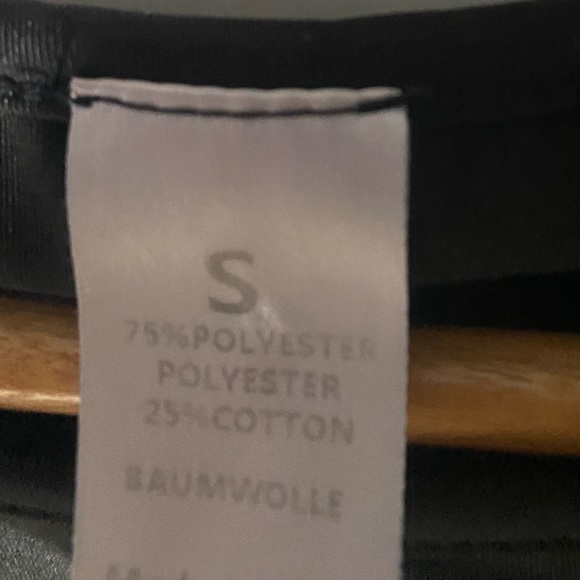 S
75%POLYESTER
POLYESTER
25%COTTON
BAUMWOLLE